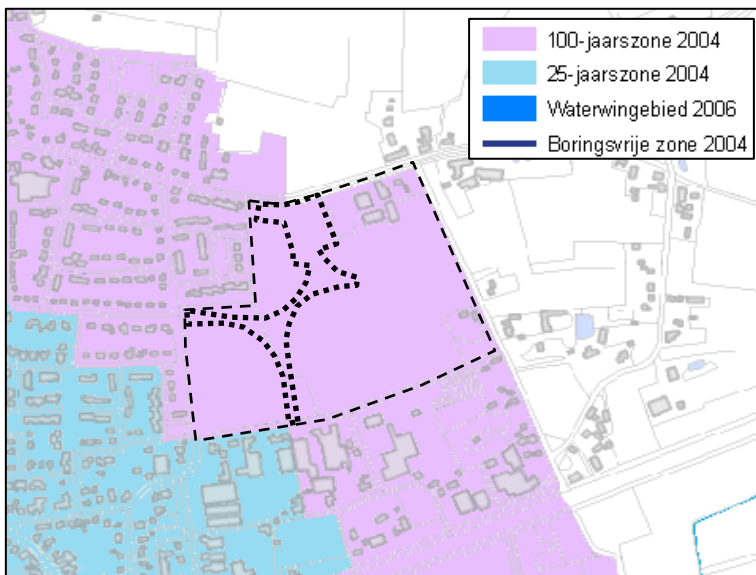 100-jaarszone 2004
25-jaarszone 2004
Waterwingebied 2006
Boringsvrije zone 2004